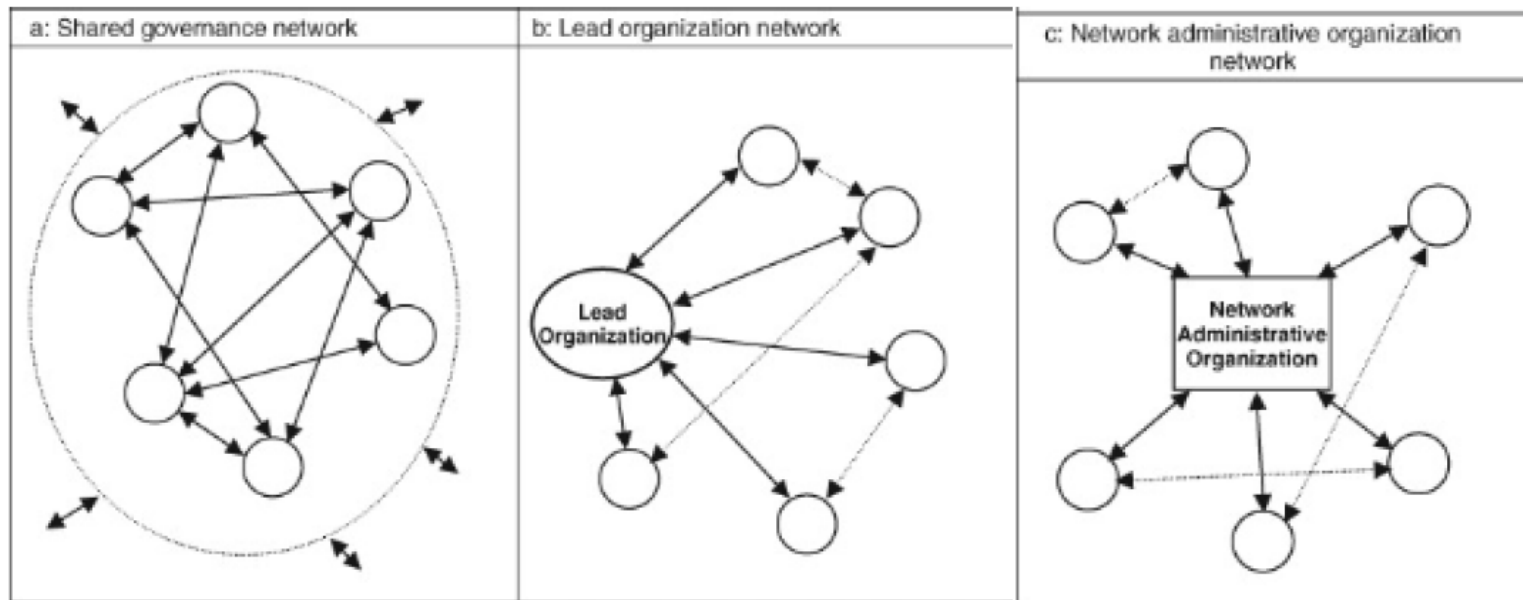 a: Shared governance network
b: Lead organization network
c: Network administrative organization
network
Lead
Organization
Network
Administrative
Organization